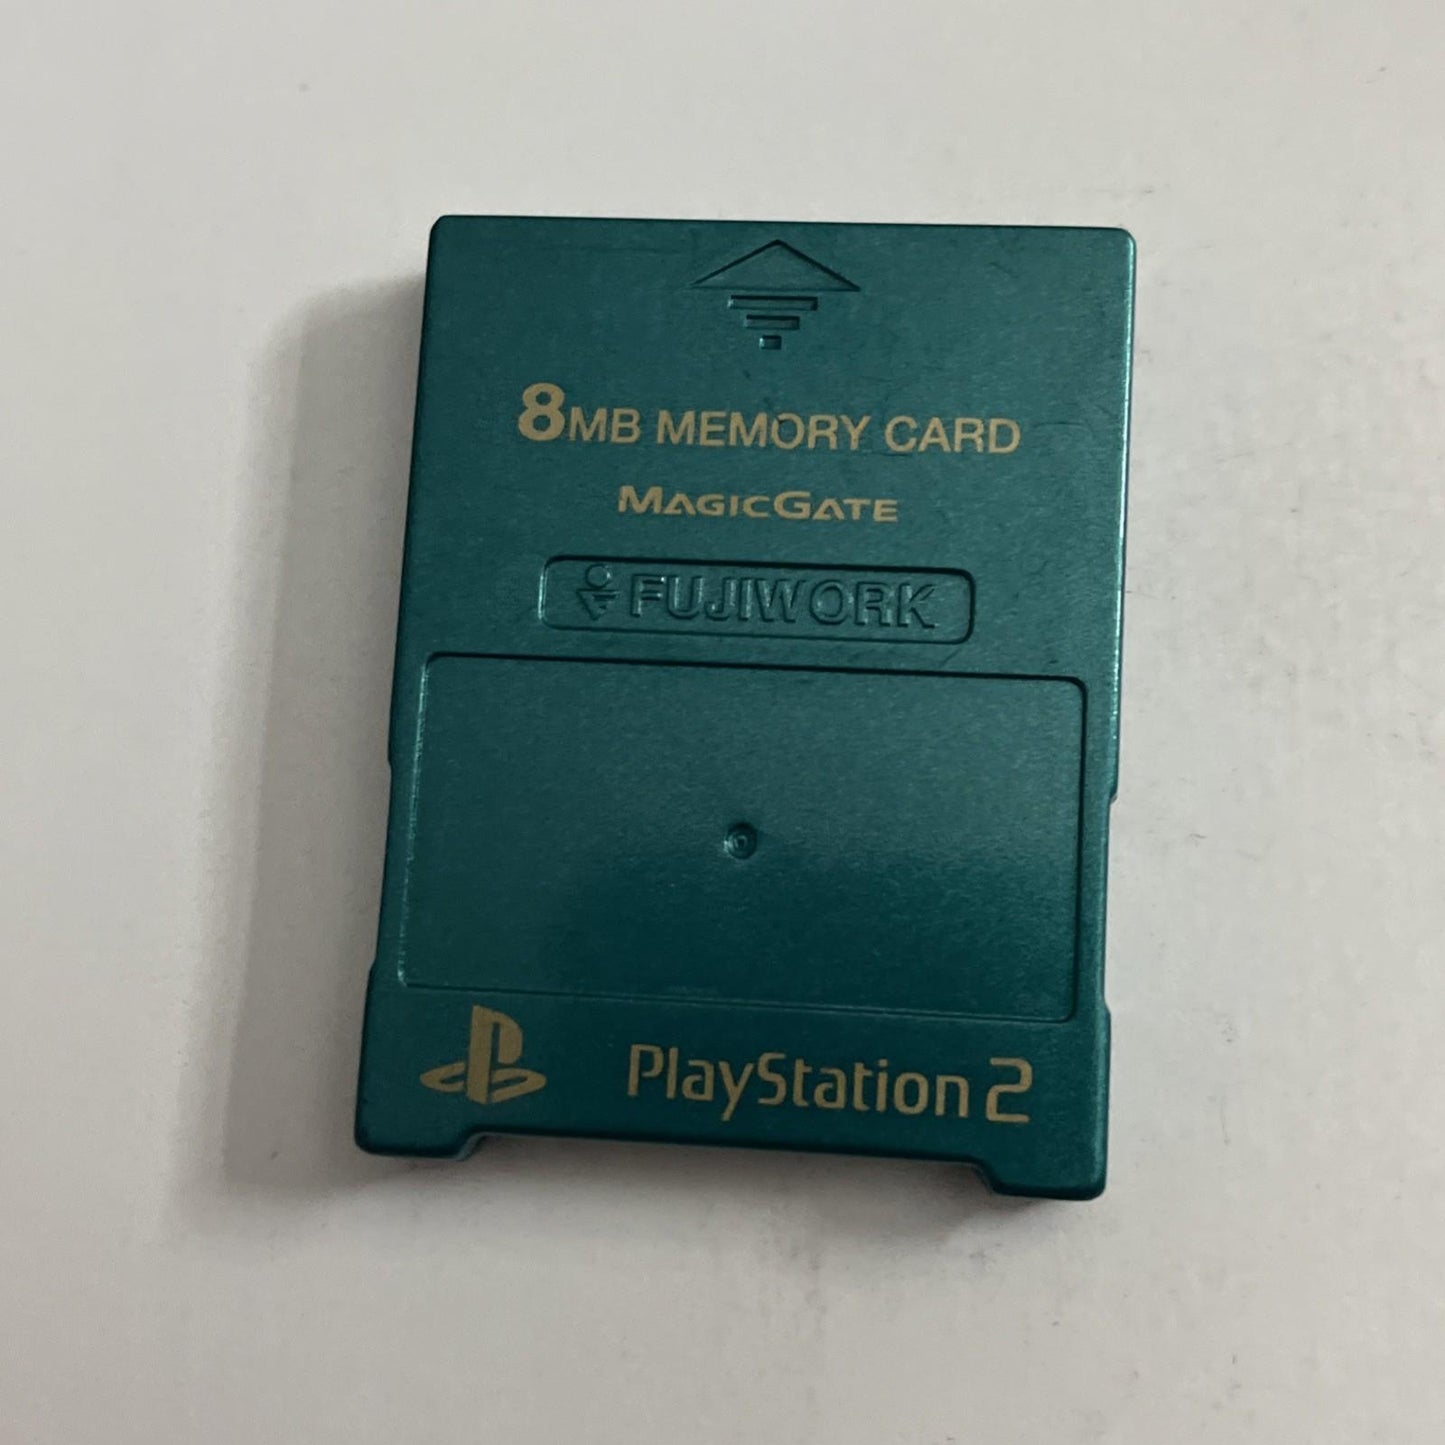 8MB MEMORY CARD
MAGICGATE
FUJIWORK
PlayStation 2